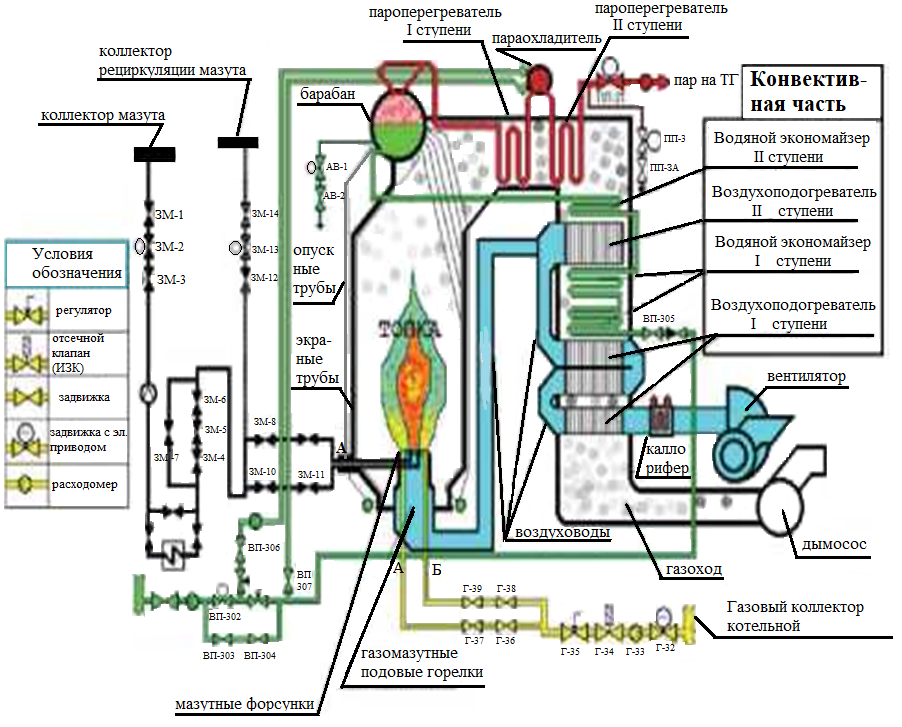 пароперегреватель
I ступени
пароперегреватель
II ступени
параохладитель
коллектор
рециркуляции мазута
барабан
коллектор мазута
пар на ТГ
Конвектив-
ная часть
Водяной экономайзер
II ступени
Воздухоподогреватель
II ступени
Водяной экономайзер
I ступени
Воздухоподогреватель
I ступени
ПП-3
ПП-3А
АВ-1
АВ-2
ЗМ-1
ЗМ-2
ЗМ-3
ЗМ-14
ЗМ-13
ЗМ-12
опуск
ные трубы
экра-
ные трубы
ТОПКА
ВП-305
Условия
обозначения
регулятор
отсечной
клапан
(ИЗК)
задвижка
задвижка с эл.
приводом
расходомер
ЗМ-6
ЗМ-5
ЗМ-4
ЗМ-7
ЗМ-8
ЗМ-10
ЗМ-11
А
вентилятор
калло
рифер
воздуховоды
дымосос
газоход
ВП-306
ВП
307
ВП-302
ВП-303
ВП-304
А
Б
Г-39
Г-38
Г-37
Г-36
Г-35
Г-34
Г-33
Г-32
Газовый коллектор
котельной
газомазутные
подовые горелки
мазутные форсунки